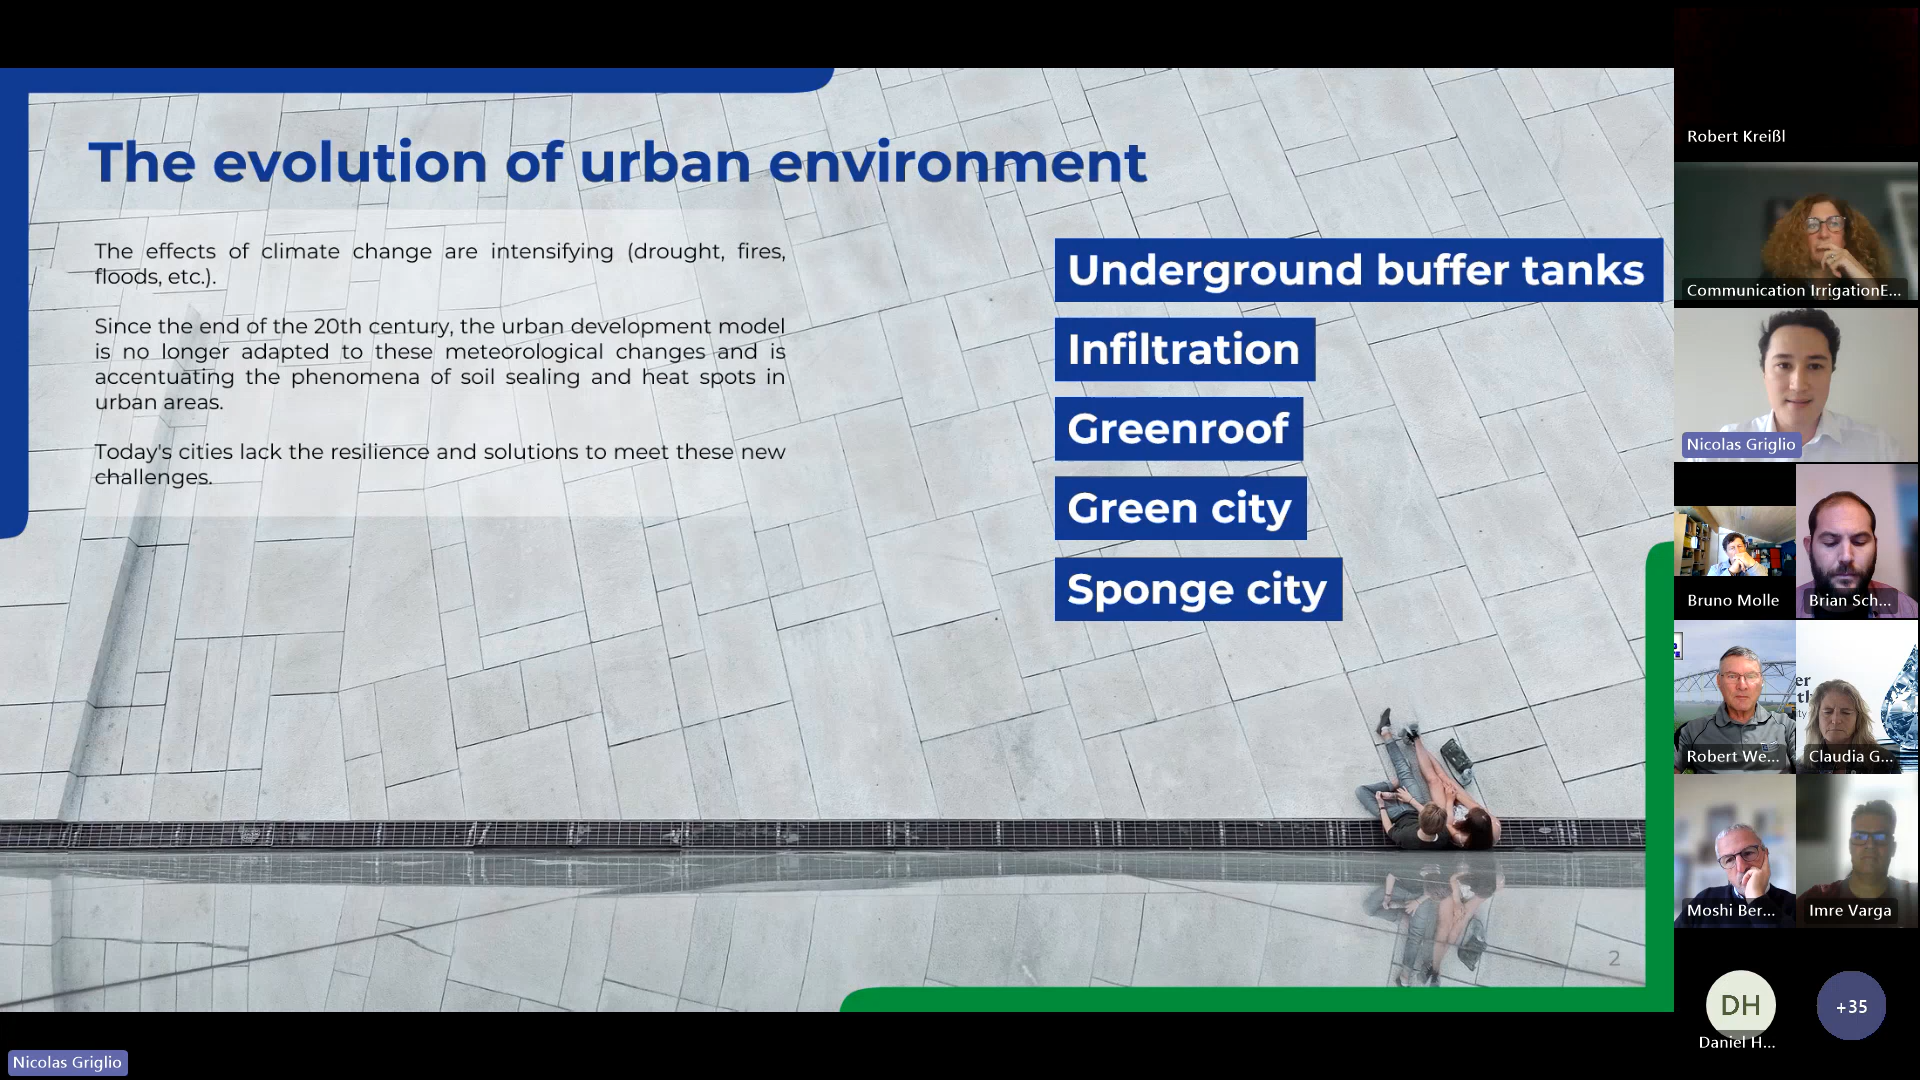 The evolution of urban environment
The effects of climate change are intensifying (drought, fires,
floods, etc.).
Since the end of the 20th century, the urban development model
is no longer adapted to these meteorological changes and is
accentuating the phenomena of soil sealing and heat spots in
urban areas.
Today's cities lack the resilience and solutions to meet these new
challenges.
Underground buffer tanks
Infiltration
Greenroof
Green city
Sponge city
2
Nicolas Griglio
Robert Kreißl
Communication IrrigationE...
Nicolas Griglio
Bruno Molle
Brian Sch...
Robert We...
Claudia G...
Moshi Ber...
Imre Varga
DH
Daniel H...
+35